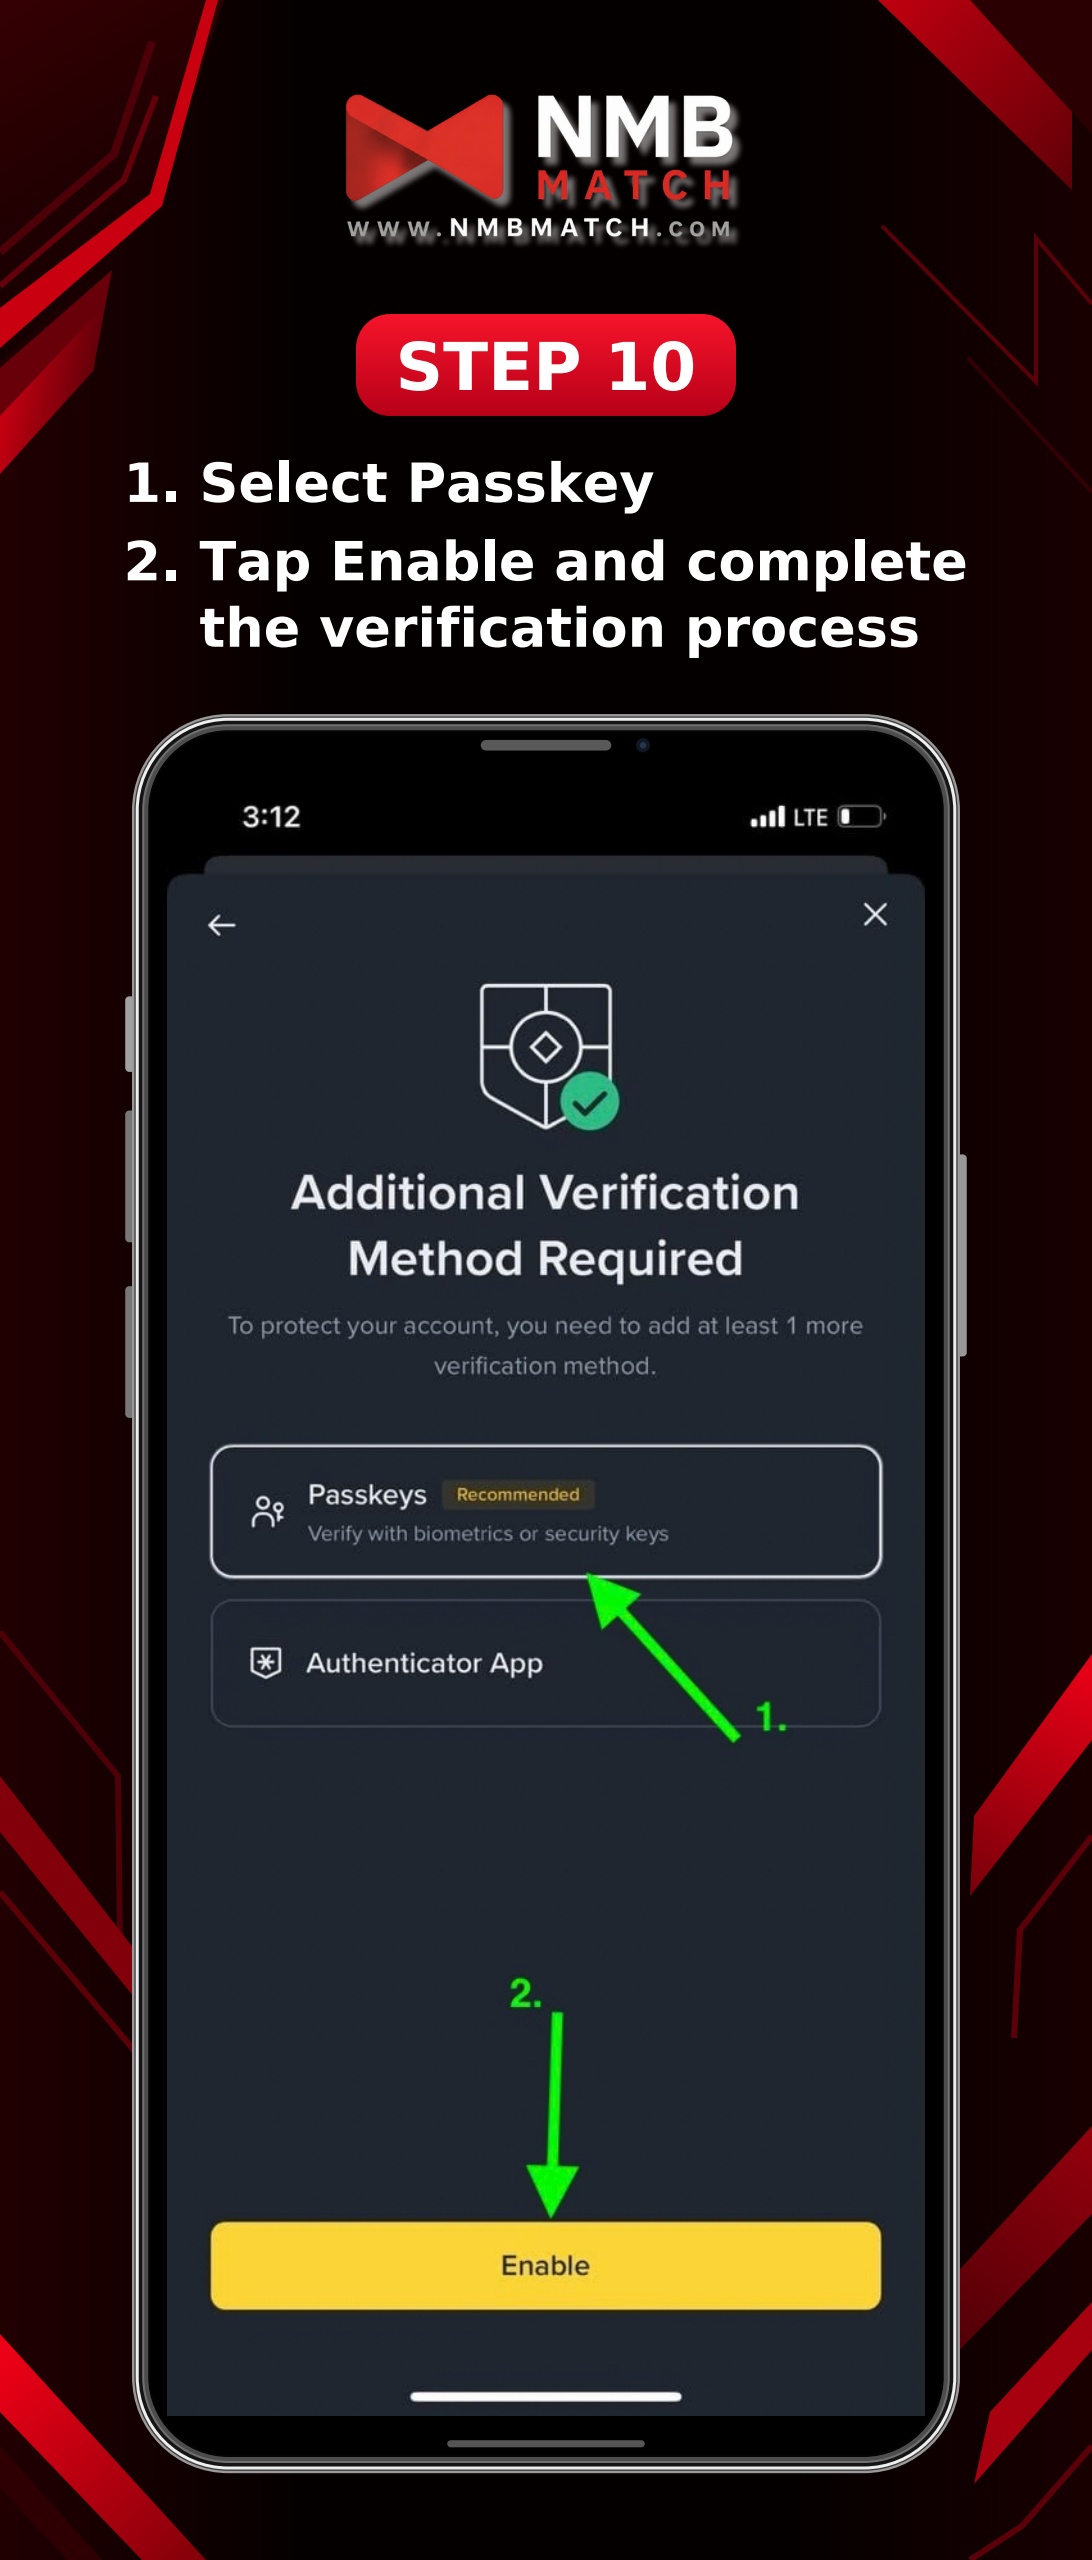 NMB
MATCH
WWW.NMBMATCH.COM
STEP 10
1. Select Passkey
2. Tap Enable and complete
the verification process
3:12
LTE
Additional Verification
Method Required
To protect your account, you need to add at least 1 more
verification method.
Passkeys Recommended
Verify with biometrics or security keys
Authenticator App
1.
2.
Enable